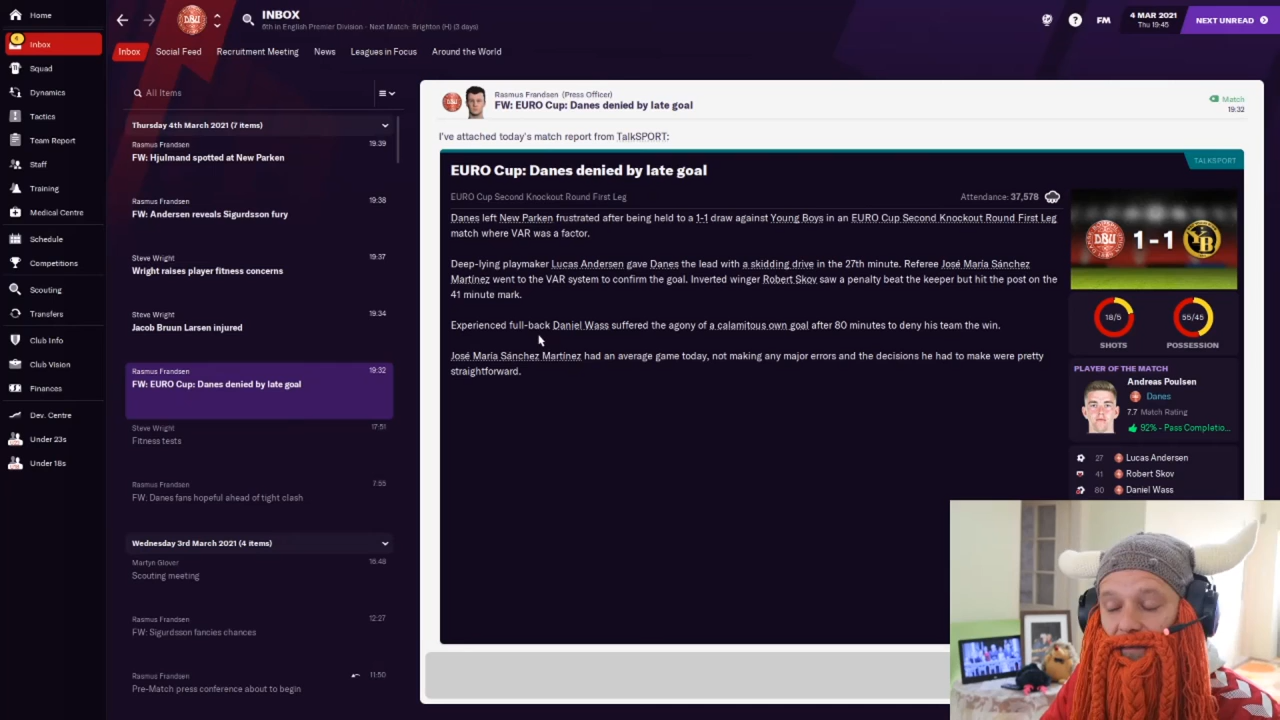 Home
Inbox
Squad
Dynamics
Tactics
Team Report
Staff
Training
Medical Centre
Schedule
Competitions
Scouting
Transfers
Club Info
Club Vision
Finances
Dev. Centre
Under 23s
Under 18s
DBU
INBOX
6th in English Premier Division - Next Match: Brighton (H) (3 days)
FM
4 MAR 2021
Thu 19:45
NEXT UNREAD
Inbox
Social Feed
Recruitment Meeting
News
Leagues in Focus
Around the World
All Items
Thursday 4th March 2021 (7 items)
Rasmus Frandsen 19:39
FW: Hjulmand spotted at New Parken
Rasmus Frandsen 19:38
FW: Andersen reveals Sigurdsson fury
Steve Wright 19:37
Wright raises player fitness concerns
Steve Wright 19:34
Jacob Bruun Larsen injured
Rasmus Frandsen 19:32
FW: EURO Cup: Danes denied by late goal
Steve Wright 17:51
Fitness tests
Rasmus Frandsen 7:55
FW: Danes fans hopeful ahead of tight clash
Wednesday 3rd March 2021 (4 items)
Martyn Glover 16:48
Scouting meeting
Rasmus Frandsen 12:27
FW: Sigurdsson fancies chances
Rasmus Frandsen 11:50
Pre-Match press conference about to begin
Rasmus Frandsen (Press Officer)
FW: EURO Cup: Danes denied by late goal
Match
19:32
I've attached today's match report from TalkSPORT:
TALKSPORT
EURO Cup: Danes denied by late goal
EURO Cup Second Knockout Round First Leg
Attendance: 37,578
Danes left New Parken frustrated after being held to a 1-1 draw against Young Boys in an EURO Cup Second Knockout Round First Leg
match where VAR was a factor.
Deep-lying playmaker Lucas Andersen gave Danes the lead with a skidding drive in the 27th minute. Referee José María Sánchez
Martínez went to the VAR system to confirm the goal. Inverted winger Robert Skov saw a penalty beat the keeper but hit the post on the
41 minute mark.
Experienced full-back Daniel Wass suffered the agony of a calamitous own goal after 80 minutes to deny his team the win.
José María Sánchez Martínez had an average game today, not making any major errors and the decisions he had to make were pretty
straightforward.
DBU 1-1 YB
18/5
SHOTS
55/45
POSSESSION
PLAYER OF THE MATCH
Andreas Poulsen
Danes
7.7 Match Rating
92% - Pass Completio...
27 Lucas Andersen
41 Robert Skov
80 Daniel Wass